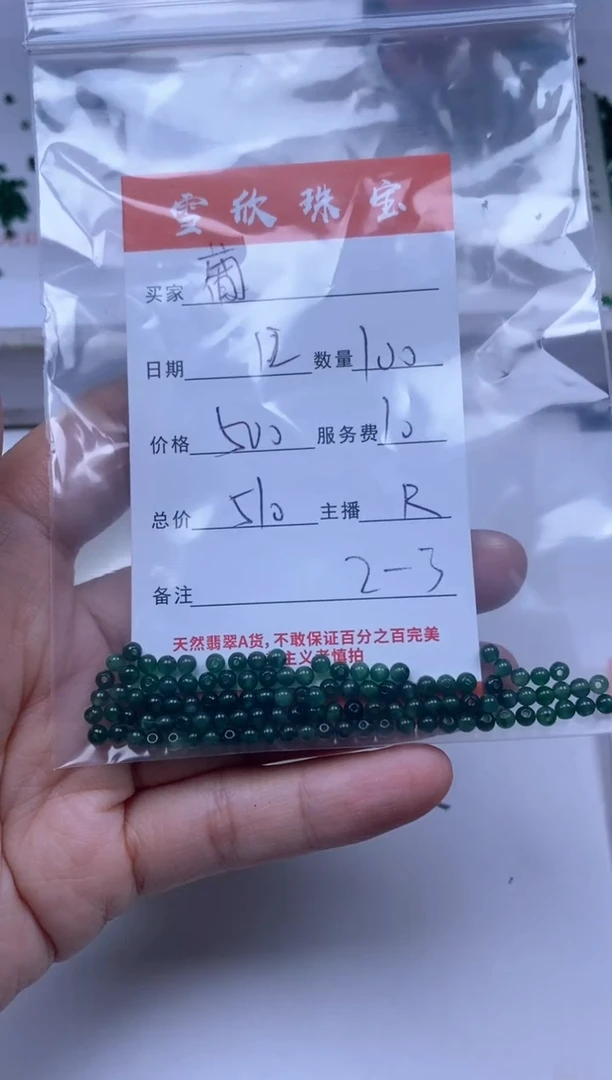 雪欣珠宝
买家 葡
日期 12 数量 100
价格 500 服务费 10
总价 510 主播 R
备注 2-3
天然翡翠A货,不敢保证百分之百完美
主义者慎拍